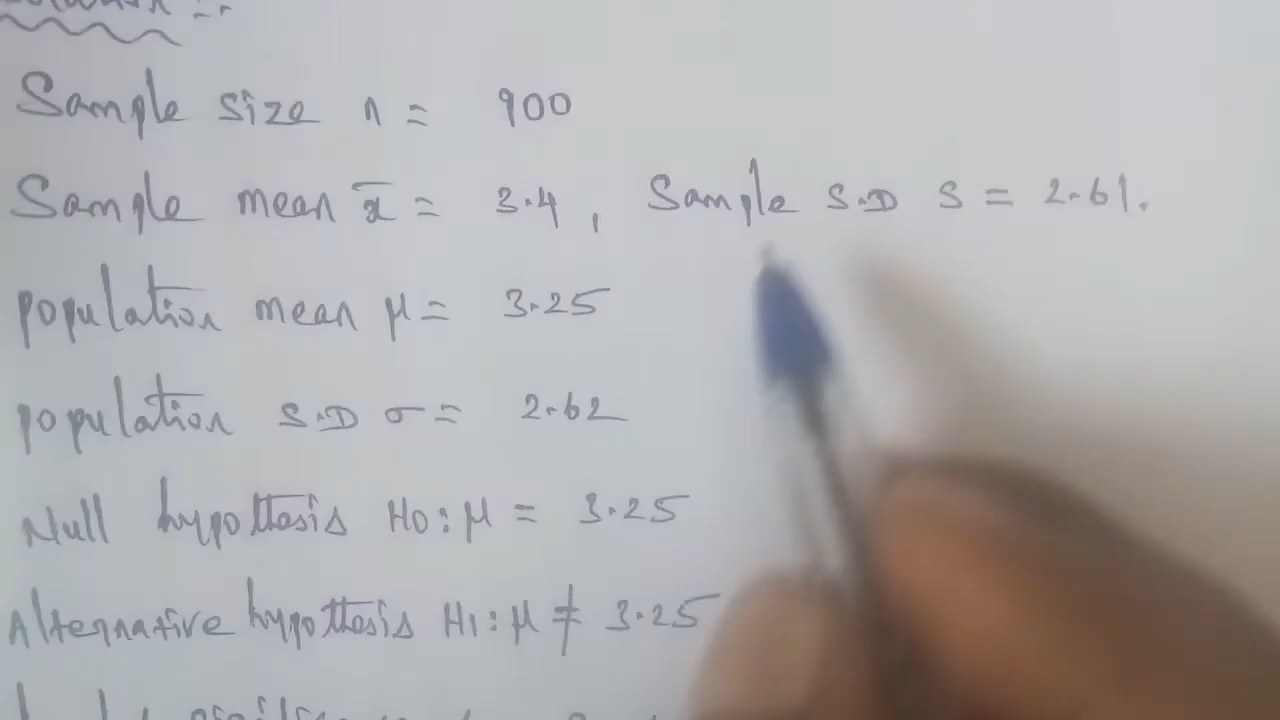 Sample size n = 900
Sample mean x̄ = 3.4, Sample S.D S = 2.61.
population mean μ = 3.25
population S.D σ = 2.62
Null hypothesis H0: μ = 3.25
Alternative hypothesis H1: μ ≠ 3.25